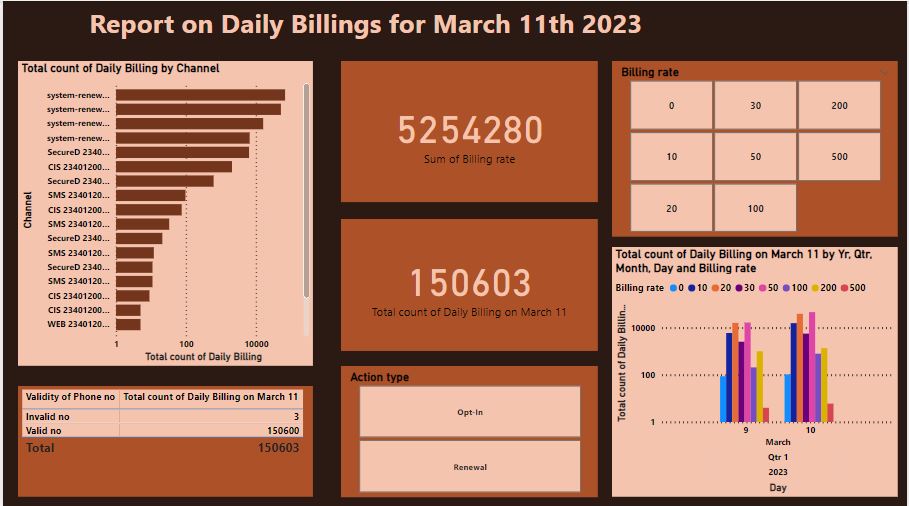 Report on Daily Billings for March 11th 2023
Total count of Daily Billing by Channel
Channel
system-renew...
system-renew...
system-renew...
system-renew...
SecureD 2340...
CIS 23401200...
SecureD 2340...
SMS 2340120...
CIS 23401200...
SMS 2340120...
SecureD 2340...
SMS 2340120...
SecureD 2340...
SMS 2340120...
CIS 23401200...
CIS 23401200...
WEB 2340120...
1 100 10000
Total count of Daily Billing
5254280
Sum of Billing rate
150603
Total count of Daily Billing on March 11
Billing rate
0 30 200
10 50 500
20 100
Total count of Daily Billing on March 11 by Yr, Qtr,
Month, Day and Billing rate
Billing rate 0 10 20 30 50 100 200 500
Total count of Daily Billin...
10000
100
1
9 10
March
Qtr 1
2023
Day
Validity of Phone no Total count of Daily Billing on March 11
Invalid no 3
Valid no 150600
Total 150603
Action type
Opt-In
Renewal